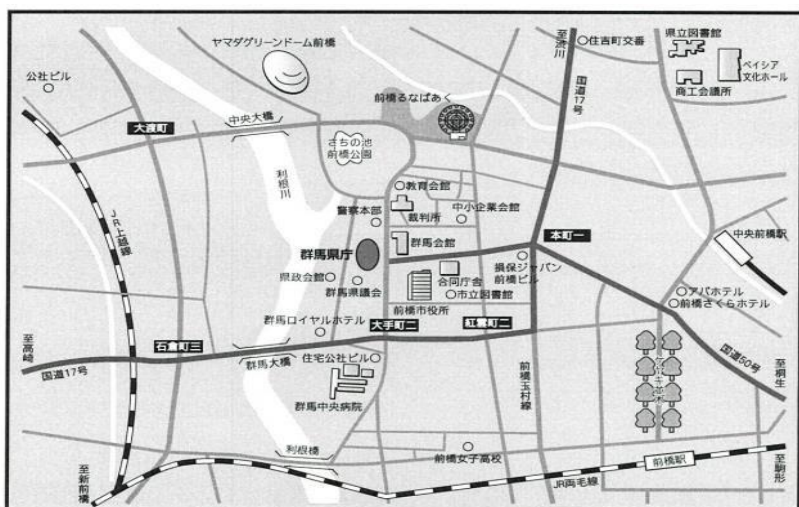 ヤマダグリーンドーム前橋
至渋川
住吉町交番
県立図書館
ベイシア
文化ホール
商工会議所
公社ビル
国道17号
前橋るなぱあく
大渡町
中央大橋
さちの池
前橋公園
利根川
JR上越線
教育会館
警察本部
裁判所
中小企業会館
本町一
中央前橋駅
群馬県庁
群馬会館
県政会館
合同庁舎
損保ジャパン
前橋ビル
群馬県議会
市立図書館
アパホテル
前橋さくらホテル
前橋市役所
群馬ロイヤルホテル
大手町二
紅雲町二
至高崎
石倉町三
群馬大橋
住宅公社ビル
国道17号
国道50号
ケヤキ並木
至桐生
群馬中央病院
前橋玉村線
利根橋
前橋女子高校
前橋駅
至新前橋
JR両毛線
至駒形